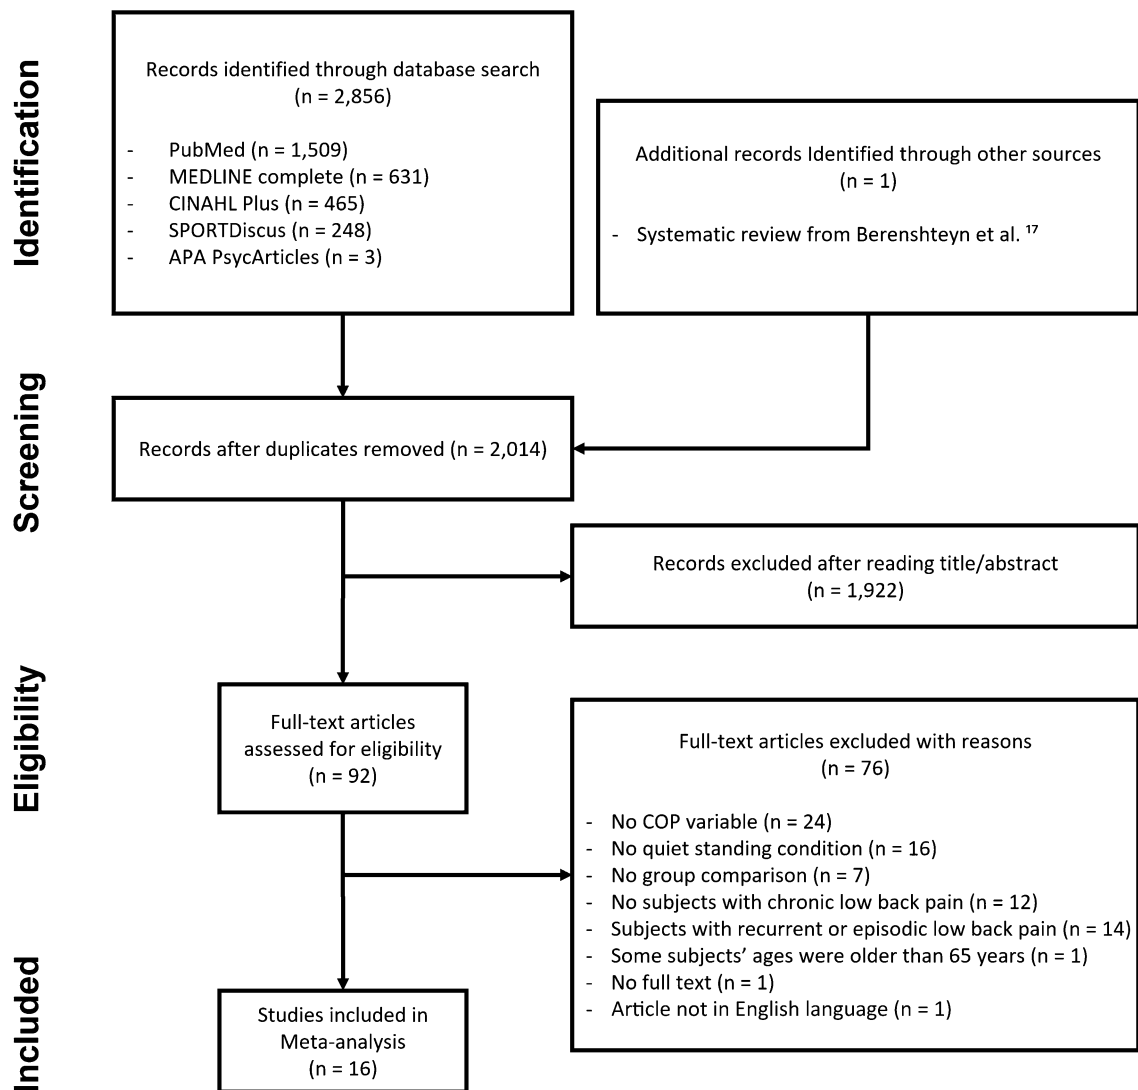 Identification
Records identified through database search
(n = 2,856)
- PubMed (n = 1,509)
- MEDLINE complete (n = 631)
- CINAHL Plus (n = 465)
- SPORTDiscus (n = 248)
- APA PsycArticles (n = 3)
Additional records Identified through other sources
(n = 1)
- Systematic review from Berenshteyn et al. ¹⁷
Screening
Records after duplicates removed (n = 2,014)
Records excluded after reading title/abstract
(n = 1,922)
Eligibility
Full-text articles
assessed for eligibility
(n = 92)
Full-text articles excluded with reasons
(n = 76)
- No COP variable (n = 24)
- No quiet standing condition (n = 16)
- No group comparison (n = 7)
- No subjects with chronic low back pain (n = 12)
- Subjects with recurrent or episodic low back pain (n = 14)
- Some subjects’ ages were older than 65 years (n = 1)
- No full text (n = 1)
- Article not in English language (n = 1)
Included
Studies included in
Meta-analysis
(n = 16)